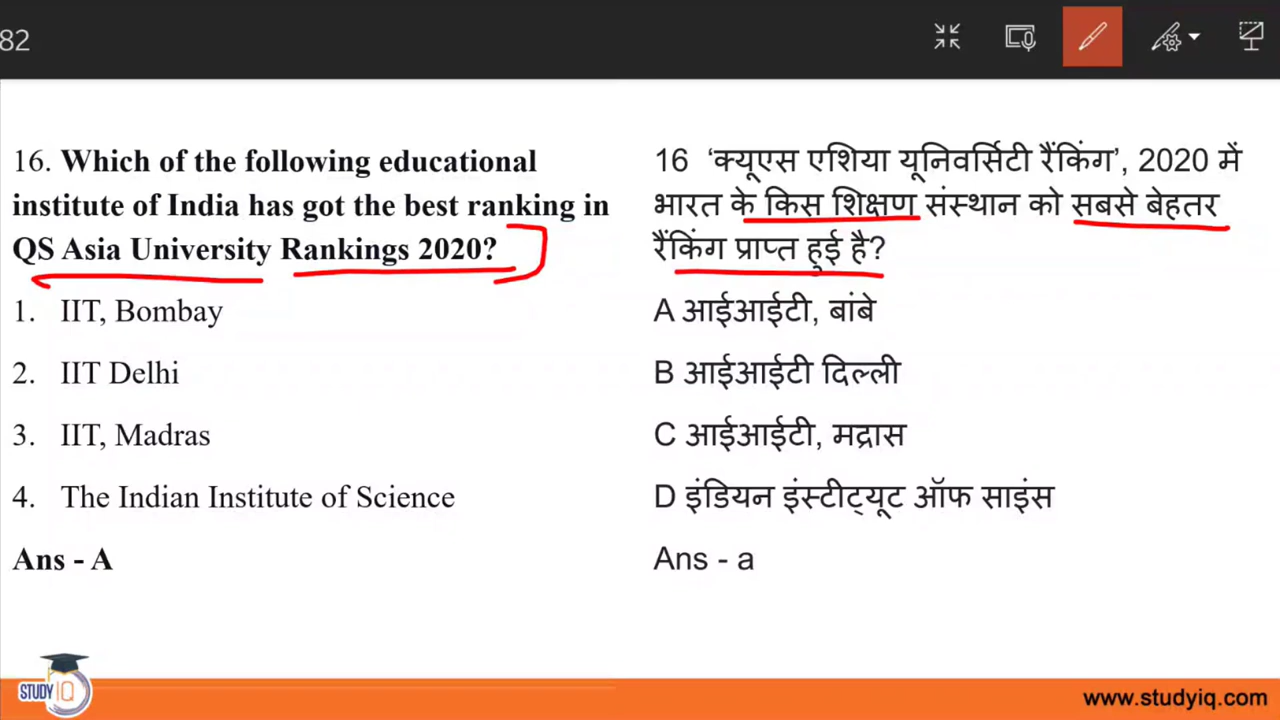 82
16. Which of the following educational
institute of India has got the best ranking in
QS Asia University Rankings 2020?
1. IIT, Bombay
2. IIT Delhi
3. IIT, Madras
4. The Indian Institute of Science
Ans - A
16 ‘क्यूएस एशिया यूनिवर्सिटी रैंकिंग’, 2020 में
भारत के किस शिक्षण संस्थान को सबसे बेहतर
रैंकिंग प्राप्त हुई है?
A आईआईटी, बांबे
B आईआईटी दिल्ली
C आईआईटी, मद्रास
D इंडियन इंस्टीट्यूट ऑफ साइंस
Ans - a
STUDY IQ
www.studyiq.com